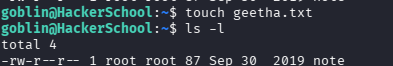 goblin@HackerSchool:~$ touch geetha.txt
goblin@HackerSchool:~$ ls -l
total 4
-rw-r--r-- 1 root root 87 Sep 30  2019 note